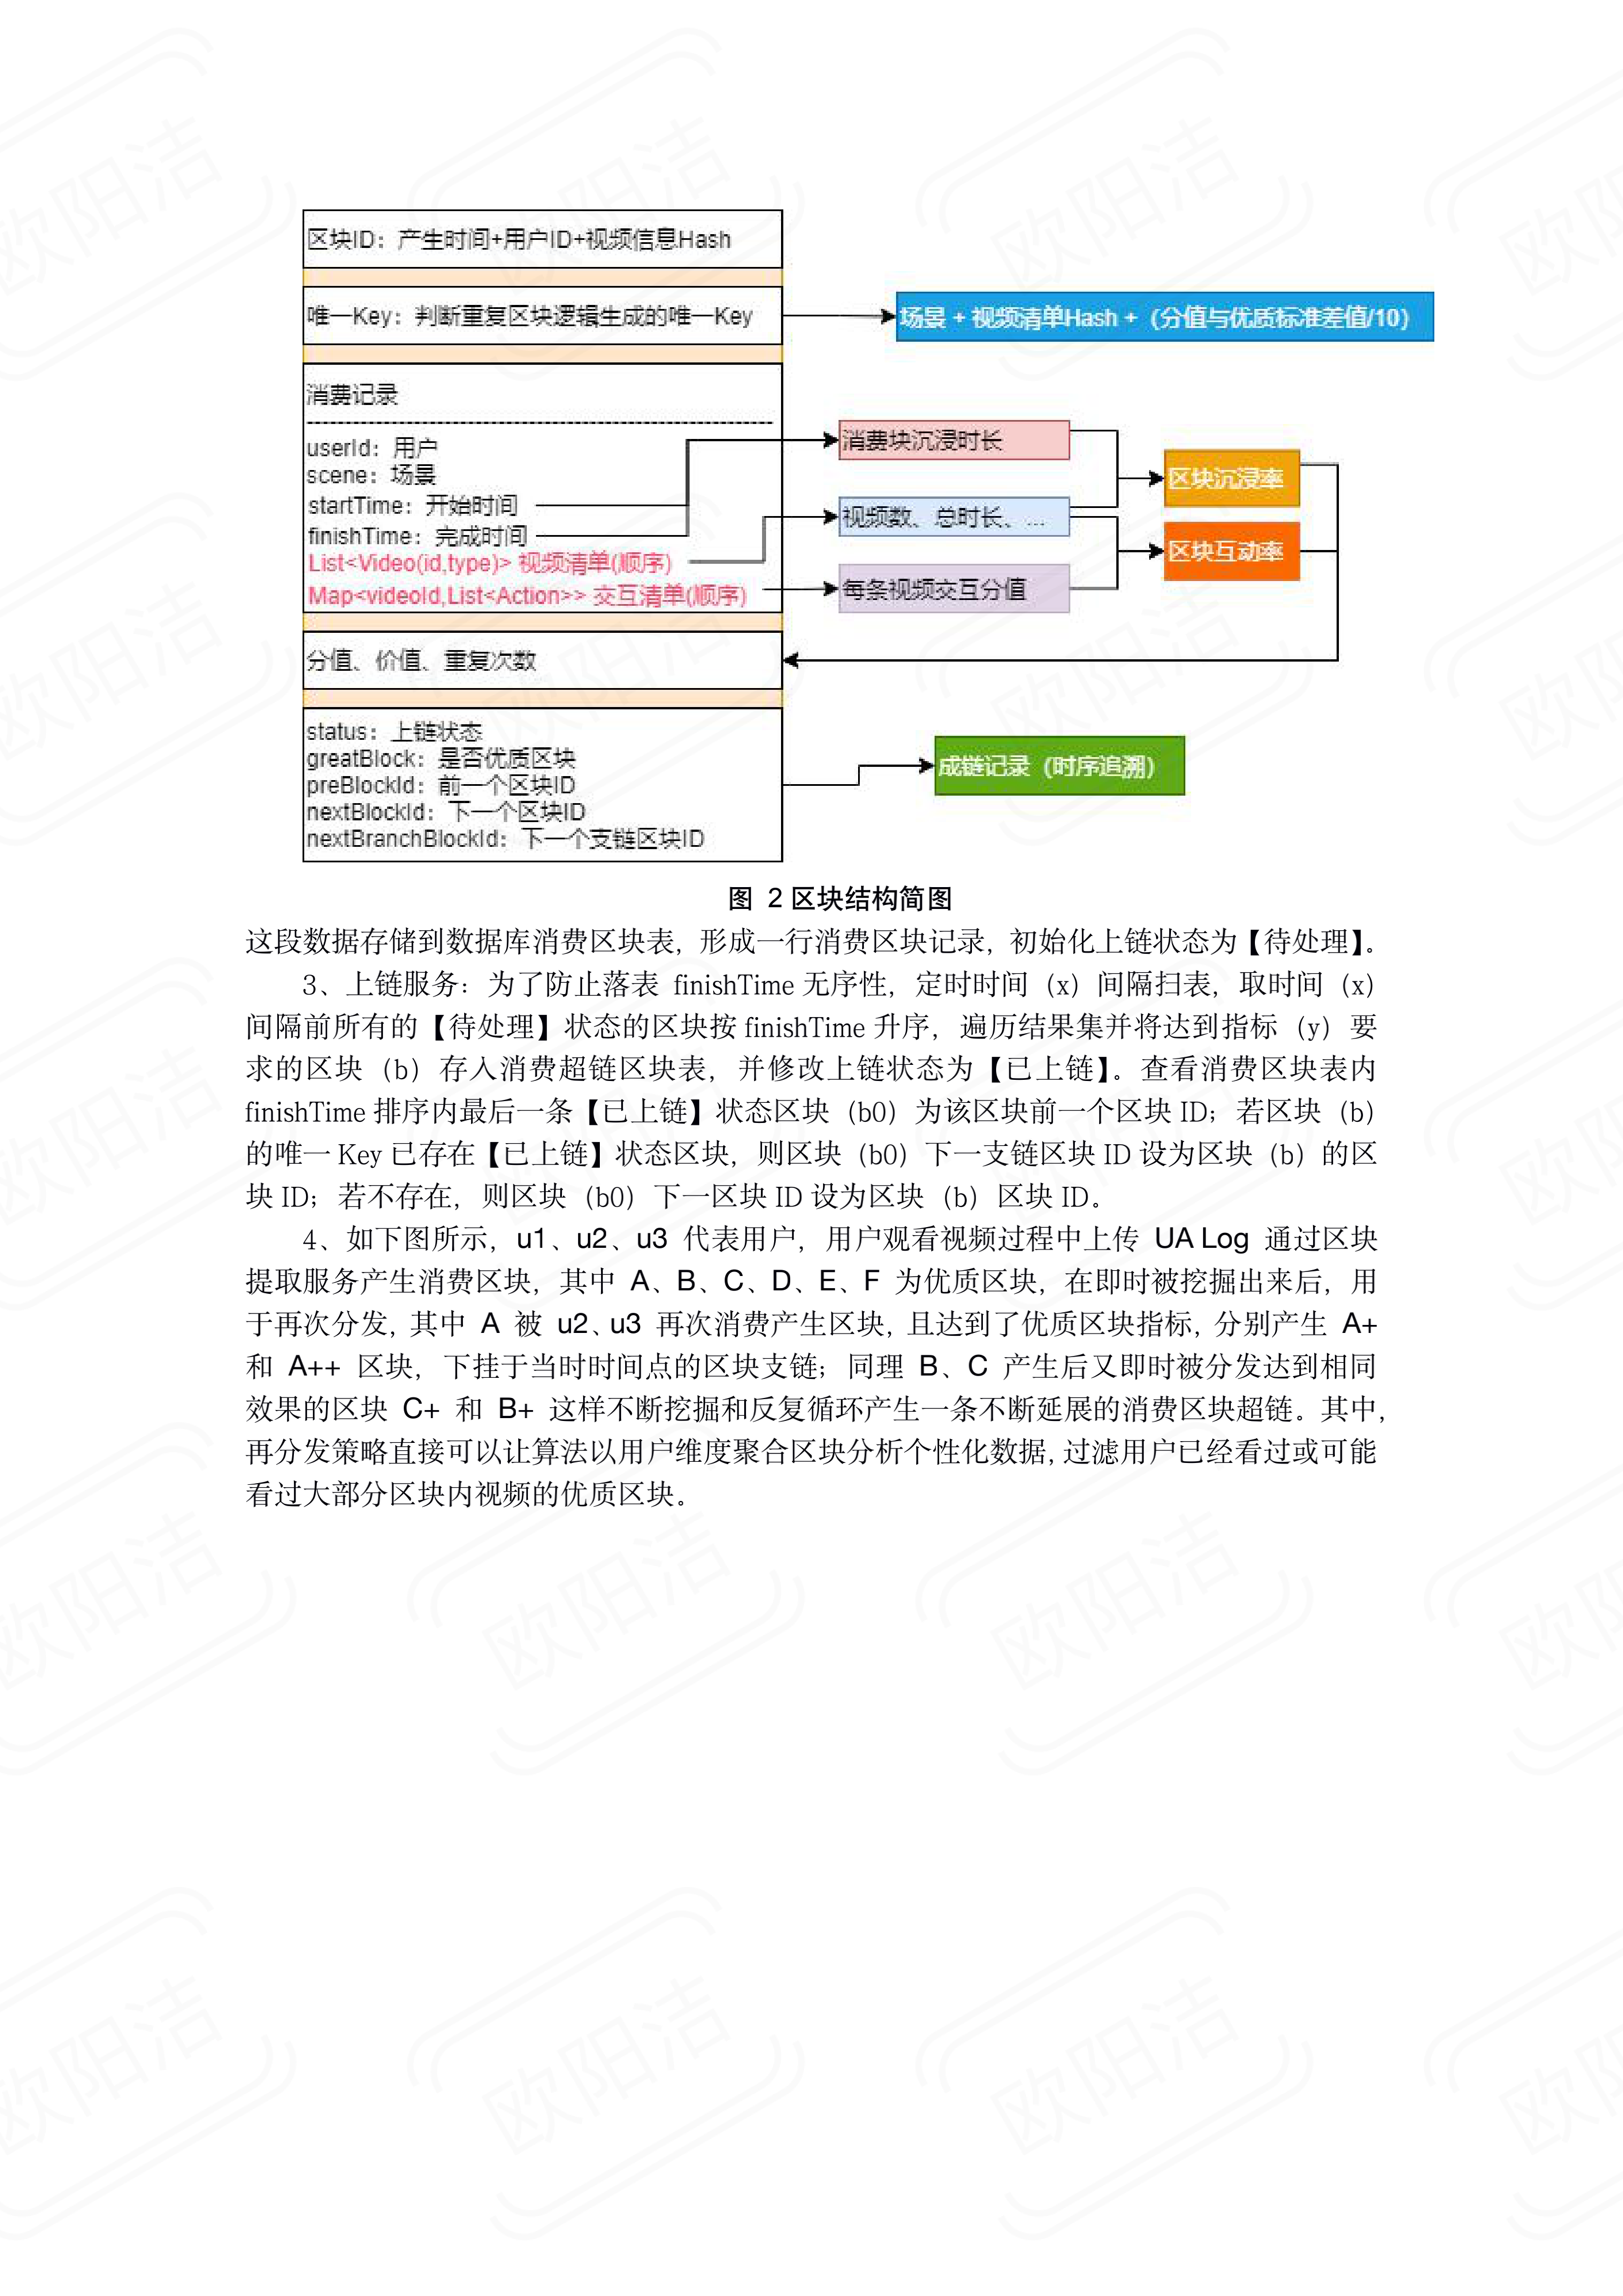 区块ID：产生时间+用户ID+视频信息Hash
唯一Key：判断重复区块逻辑生成的唯一Key
场景 + 视频清单Hash +（分值与优质标准差值/10）
消费记录
userId：用户
scene：场景
startTime：开始时间
finishTime：完成时间
List<Video(id,type)> 视频清单(顺序)
Map<videoId,List<Action>> 交互清单(顺序)
消费块沉浸时长
视频数、总时长、...
每条视频交互分值
区块沉浸率
区块互动率
分值、价值、重复次数
status：上链状态
greatBlock：是否优质区块
preBlockId：前一个区块ID
nextBlockId：下一个区块ID
nextBranchBlockId：下一个支链区块ID
成链记录（时序追溯）
图 2 区块结构简图
这段数据存储到数据库消费区块表，形成一行消费区块记录，初始化上链状态为【待处理】。
3、上链服务：为了防止落表 finishTime 无序性，定时时间（x）间隔扫表，取时间（x）
间隔前所有的【待处理】状态的区块按 finishTime 升序，遍历结果集并将达到指标（y）要
求的区块（b）存入消费超链区块表，并修改上链状态为【已上链】。查看消费区块表内
finishTime 排序内最后一条【已上链】状态区块（b0）为该区块前一个区块 ID；若区块（b）
的唯一 Key 已存在【已上链】状态区块，则区块（b0）下一支链区块 ID 设为区块（b）的区
块 ID；若不存在，则区块（b0）下一区块 ID 设为区块（b）区块 ID。
4、如下图所示，u1、u2、u3 代表用户，用户观看视频过程中上传 UA Log 通过区块
提取服务产生消费区块，其中 A、B、C、D、E、F 为优质区块，在即时被挖掘出来后，用
于再次分发，其中 A 被 u2、u3 再次消费产生区块，且达到了优质区块指标，分别产生 A+
和 A++ 区块，下挂于当时时间点的区块支链；同理 B、C 产生后又即时被分发达到相同
效果的区块 C+ 和 B+ 这样不断挖掘和反复循环产生一条不断延展的消费区块超链。其中，
再分发策略直接可以让算法以用户维度聚合区块分析个性化数据，过滤用户已经看过或可能
看过大部分区块内视频的优质区块。
欧阳洁